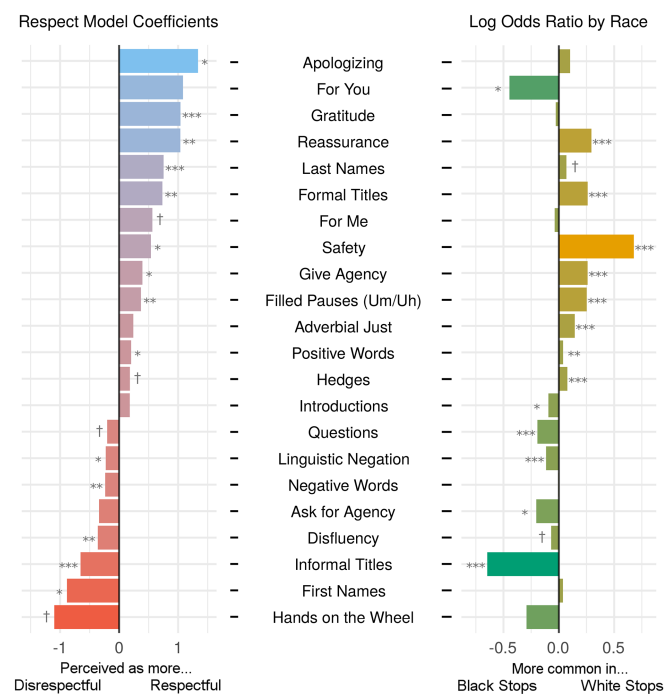 Respect Model Coefficients
Log Odds Ratio by Race
Apologizing
*
For You
*
Gratitude
***
Reassurance
** ***
Last Names
*** †
Formal Titles
** ***
For Me
†
Safety
* ***
Give Agency
* ***
Filled Pauses (Um/Uh)
** ***
Adverbial Just
***
Positive Words
* **
Hedges
† ***
Introductions
*
Questions
† ***
Linguistic Negation
* ***
Negative Words
**
Ask for Agency
*
Disfluency
** †
Informal Titles
*** ***
First Names
*
Hands on the Wheel
†
-1 0 1
-0.5 0.0 0.5
Perceived as more...
More common in...
Disrespectful Respectful
Black Stops White Stops